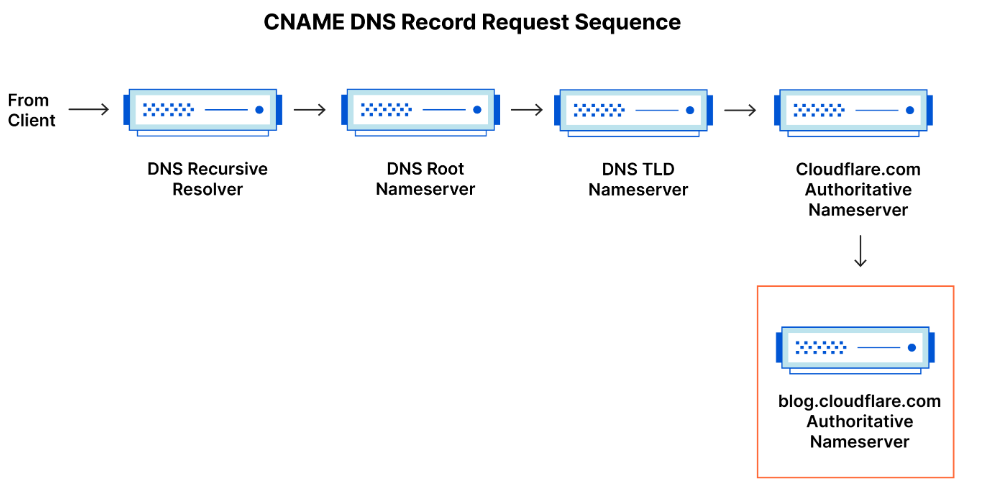 CNAME DNS Record Request Sequence
From
Client
DNS Recursive
Resolver
DNS Root
Nameserver
DNS TLD
Nameserver
Cloudflare.com
Authoritative
Nameserver
blog.cloudflare.com
Authoritative
Nameserver